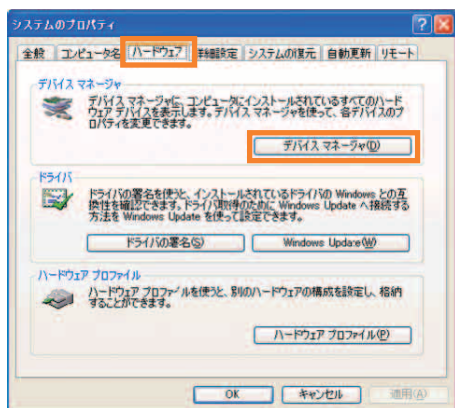 システムのプロパティ
全般 コンピュータ名 ハードウェア 詳細設定 システムの復元 自動更新 リモート
デバイス マネージャ
デバイス マネージャは、コンピュータにインストールされているすべてのハード
ウェア デバイスを表示します。デバイス マネージャを使って、各デバイスのプ
ロパティを変更できます。
デバイス マネージャ(D)
ドライバ
ドライバの署名を使うと、インストールされているドライバの Windows との互
換性を確認できます。ドライバ取得のために Windows Update へ接続する
方法を Windows Update を使って設定できます。
ドライバの署名(S) Windows Update(W)
ハードウェア プロファイル
ハードウェア プロファイルを使うと、別のハードウェアの構成を設定し、格納
することができます。
ハードウェア プロファイル(P)
OK キャンセル 適用(A)